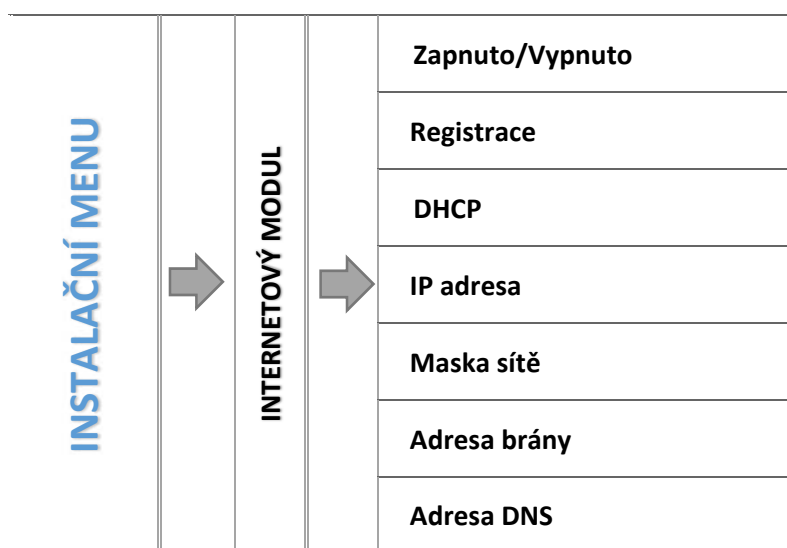 INSTALAČNÍ MENU
INTERNETOVÝ MODUL
Zapnuto/Vypnuto
Registrace
DHCP
IP adresa
Maska sítě
Adresa brány
Adresa DNS